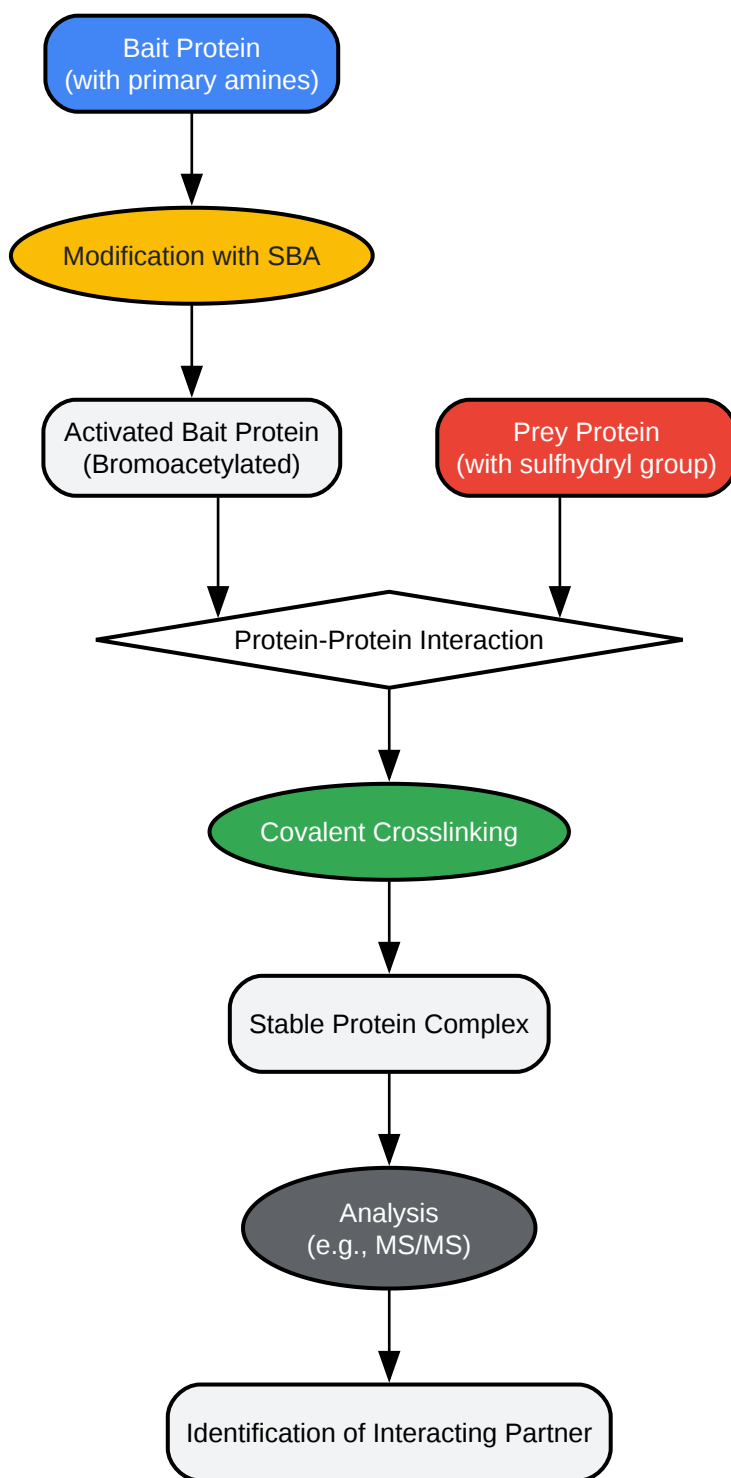 Bait Protein
(with primary amines)
Modification with SBA
Activated Bait Protein
(Bromoacetylated)
Prey Protein
(with sulfhydryl group)
Protein-Protein Interaction
Covalent Crosslinking
Stable Protein Complex
Analysis
(e.g., MS/MS)
Identification of Interacting Partner